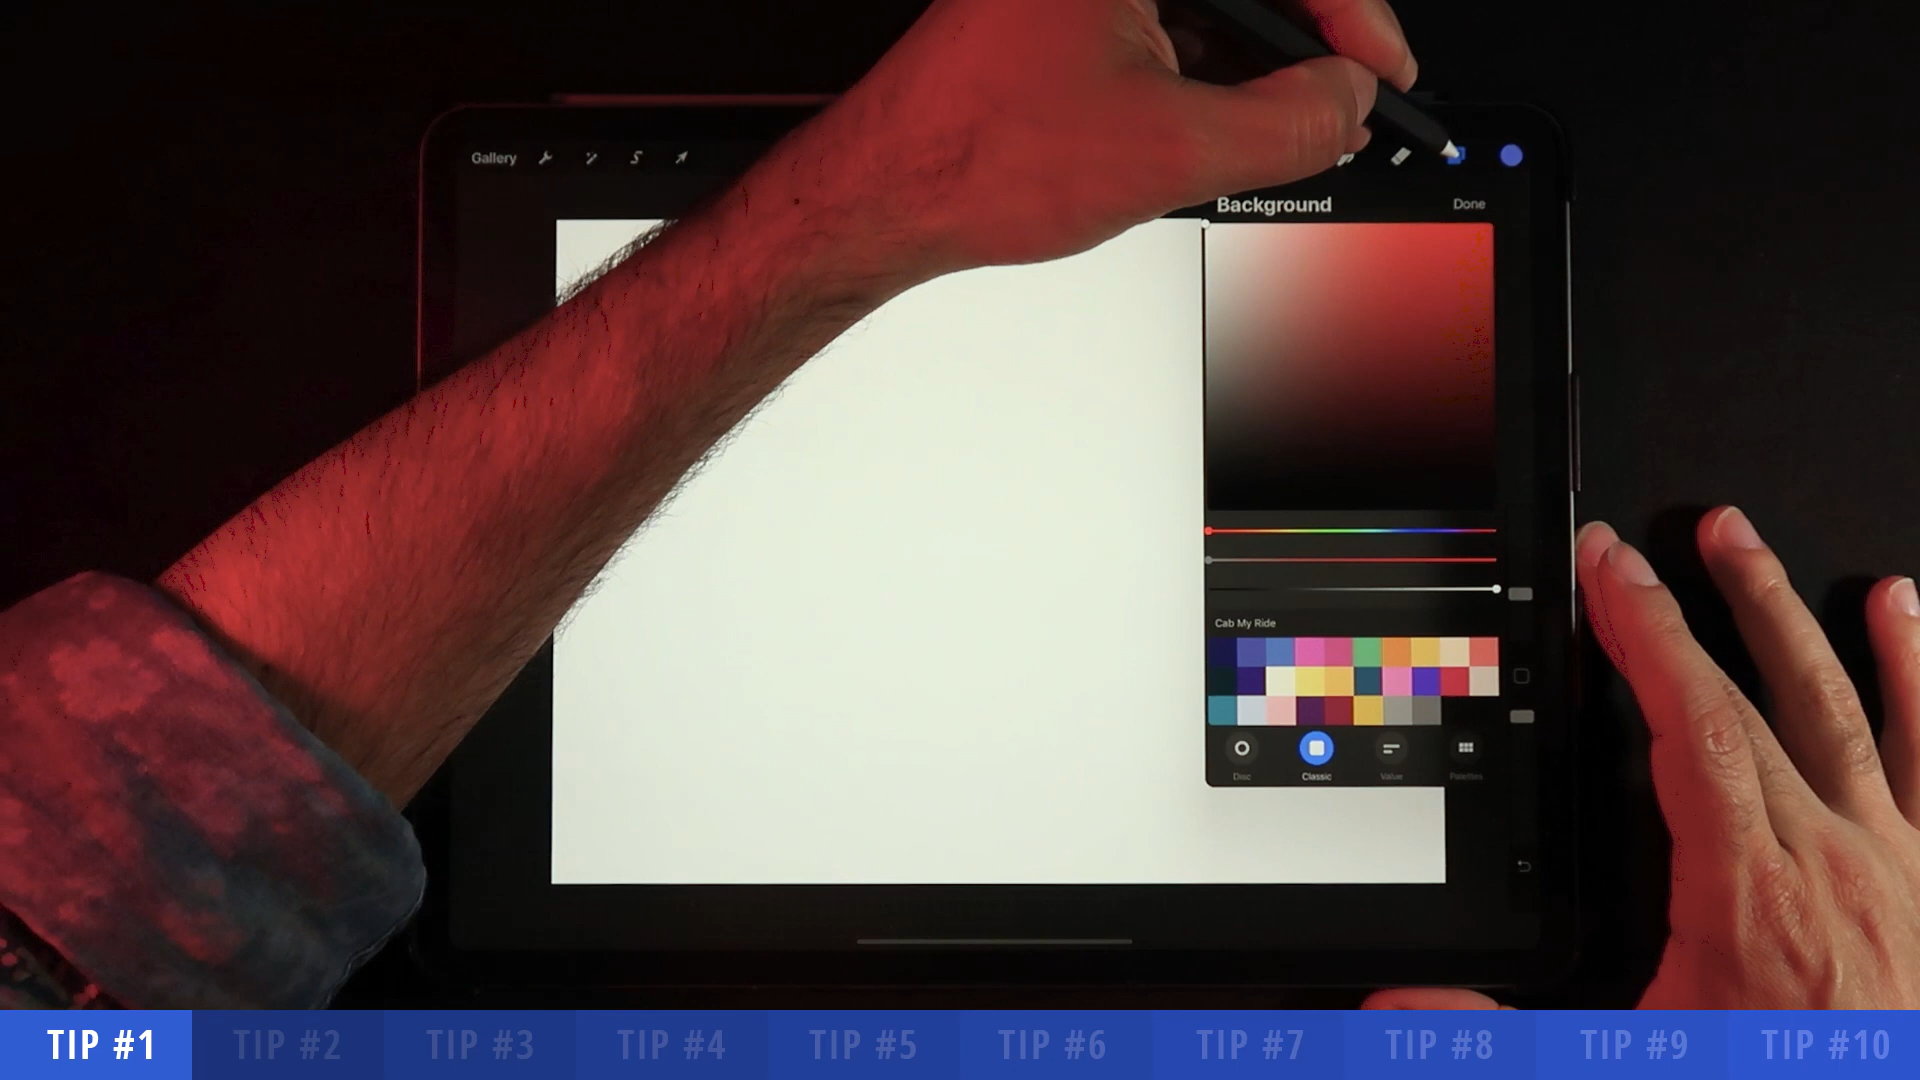 Gallery
Background
Done
Cab My Ride
Disc
Classic
Value
Palettes
TIP #1
TIP #2
TIP #3
TIP #4
TIP #5
TIP #6
TIP #7
TIP #8
TIP #9
TIP #10